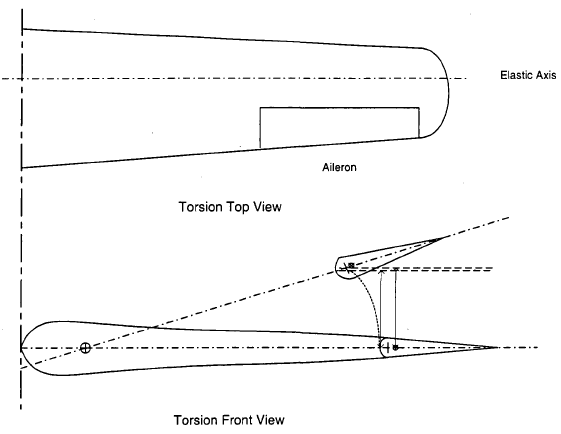 Elastic Axis
Aileron
Torsion Top View
Torsion Front View